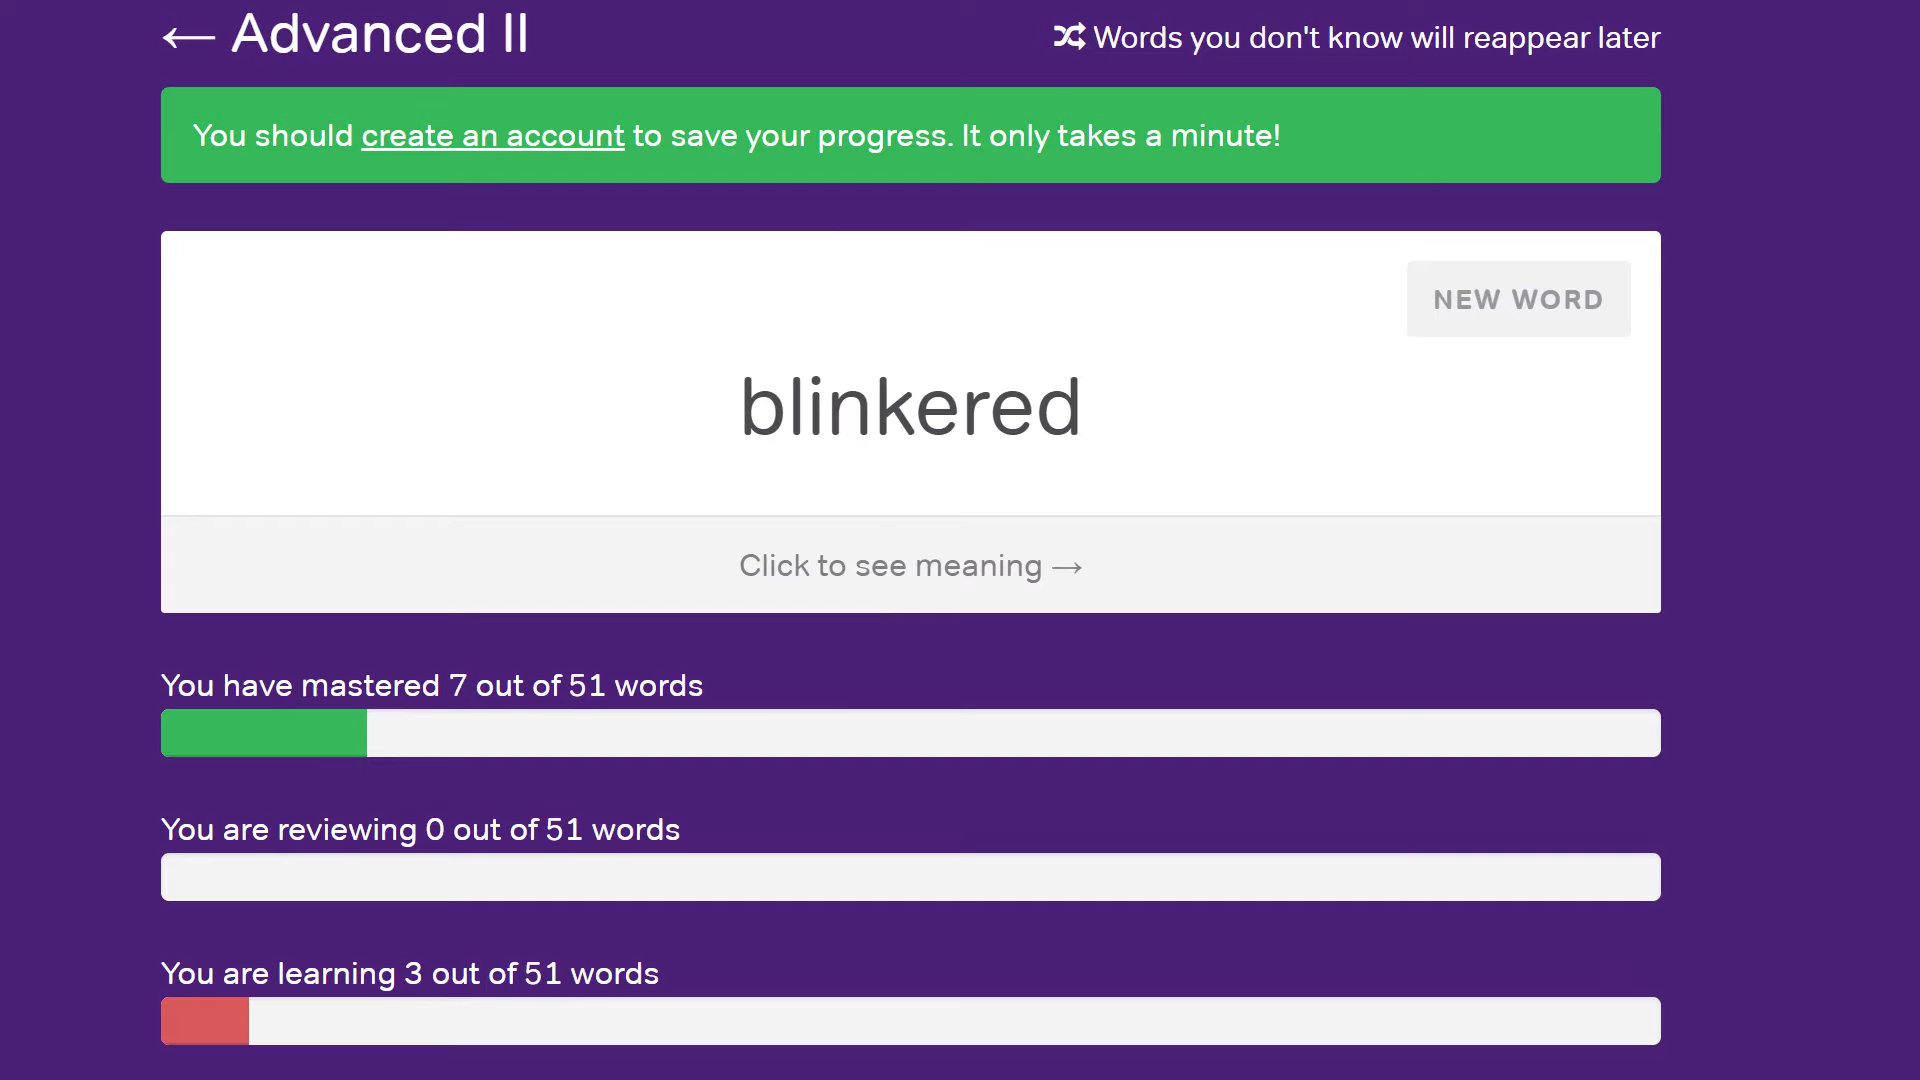 ← Advanced II
Words you don't know will reappear later
You should create an account to save your progress. It only takes a minute!
NEW WORD
blinkered
Click to see meaning →
You have mastered 7 out of 51 words
You are reviewing 0 out of 51 words
You are learning 3 out of 51 words